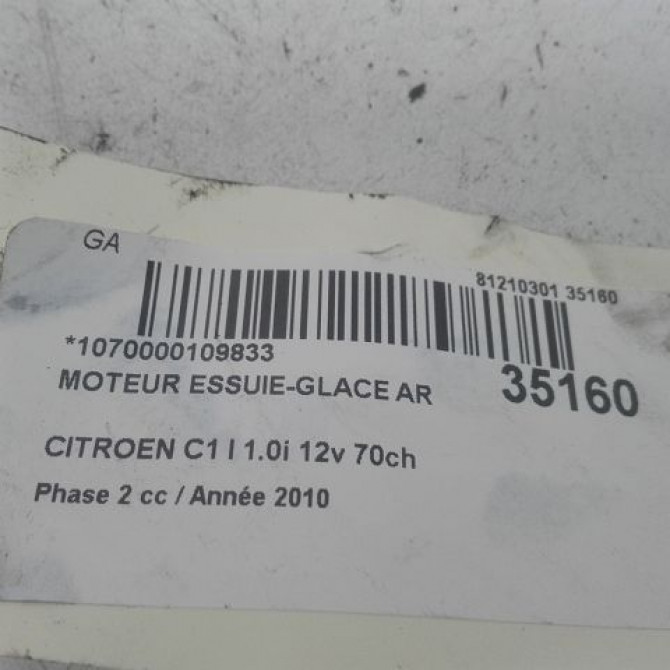 GA
81210301 35160
*1070000109833
MOTEUR ESSUIE-GLACE AR
35160
CITROEN C1 I 1.0i 12v 70ch
Phase 2 cc / Année 2010